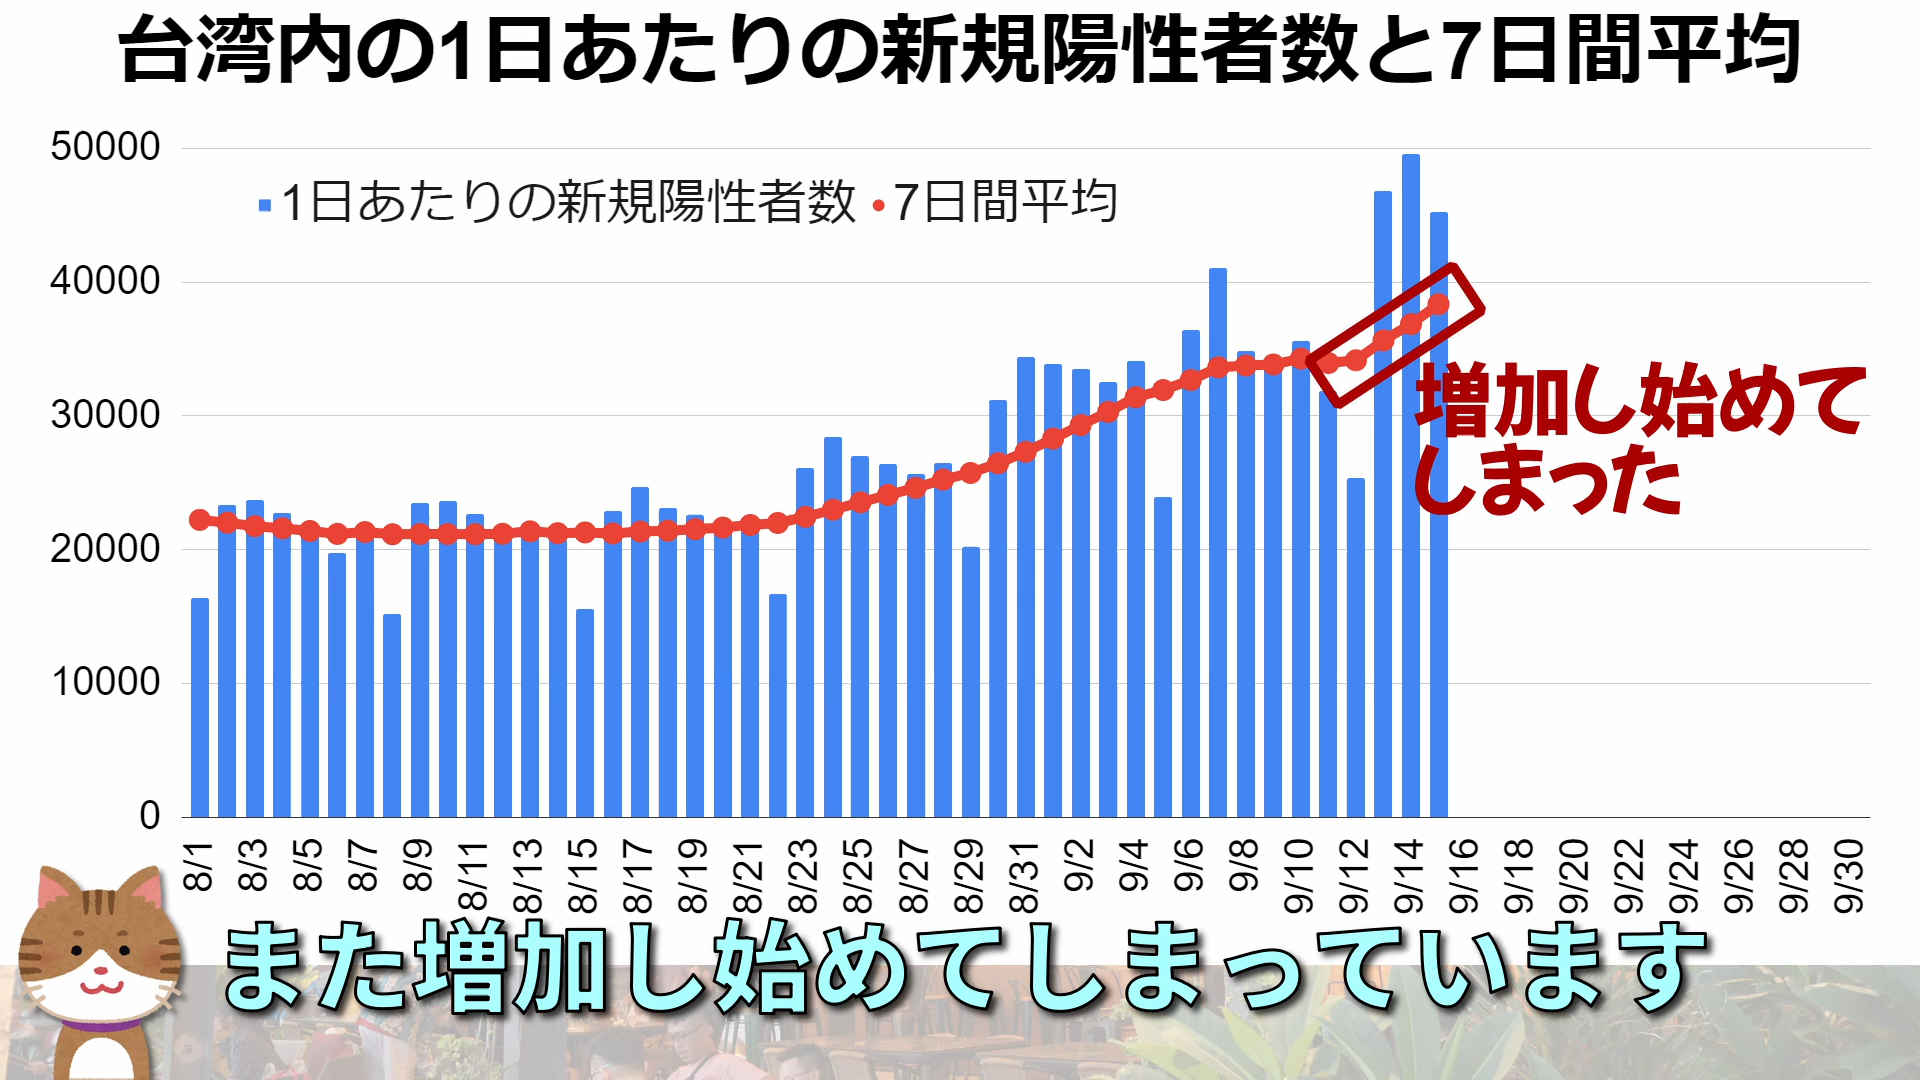 台湾内の1日あたりの新規陽性者数と7日間平均
50000
1日あたりの新規陽性者数 7日間平均
40000
30000
増加し始めて
しまった
20000
10000
0
8/1 8/3 8/5 8/7 8/9 8/11 8/13 8/15 8/17 8/19 8/21 8/23 8/25 8/27 8/29 8/31 9/2 9/4 9/6 9/8 9/10 9/12 9/14 9/16 9/18 9/20 9/22 9/24 9/26 9/28 9/30
また増加し始めてしまっています